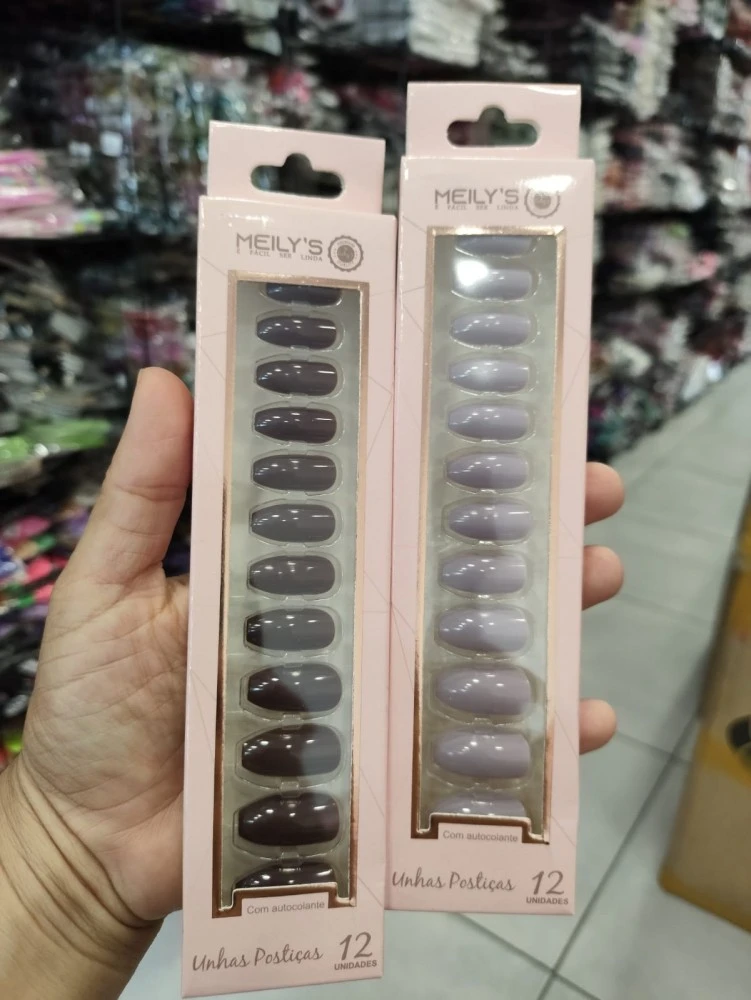 MEILY'S
É FÁCIL SER LINDA
Com autocolante
Unhas Postiças 12
UNIDADES
MEILY'S
É FÁCIL SER LINDA
Com autocolante
Unhas Postiças 12
UNIDADES